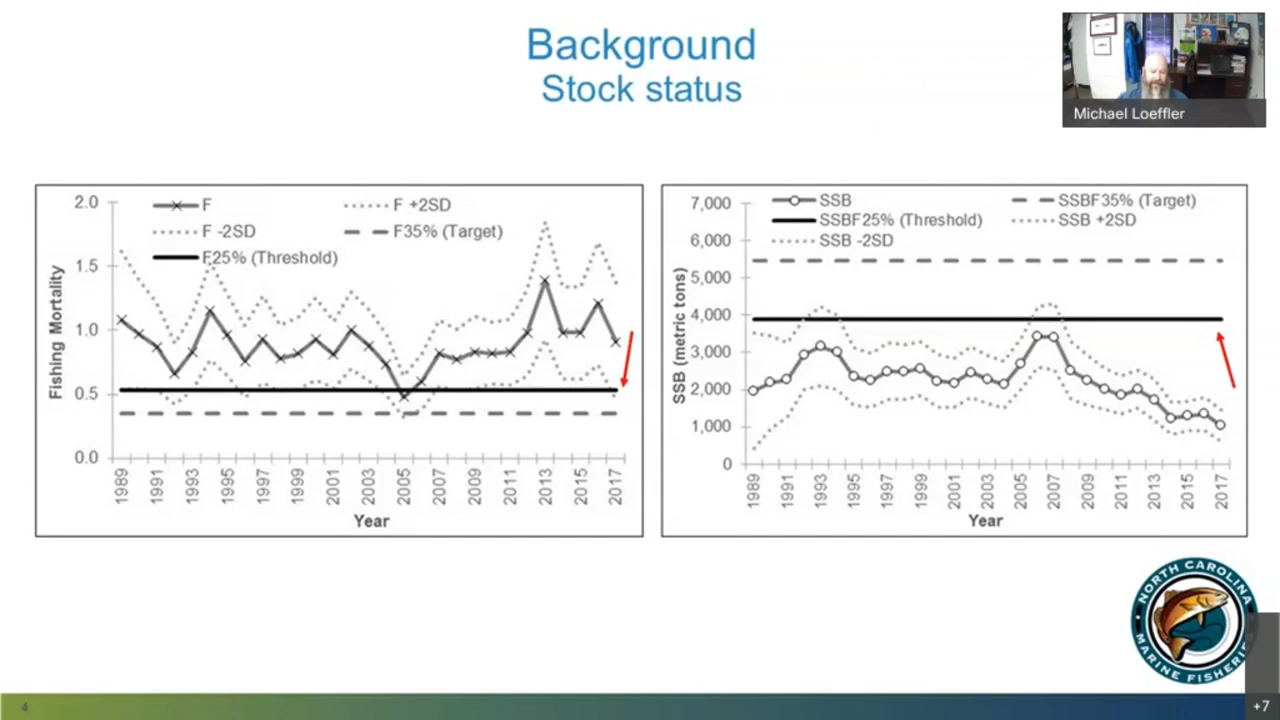 Background
Stock status
Michael Loeffler
2.0
1.5
1.0
0.5
0.0
Fishing Mortality
F
F +2SD
F -2SD
F35% (Target)
F25% (Threshold)
1989
1991
1993
1995
1997
1999
2001
2003
2005
2007
2009
2011
2013
2015
2017
Year
7,000
6,000
5,000
4,000
3,000
2,000
1,000
0
SSB (metric tons)
SSB
SSBF35% (Target)
SSBF25% (Threshold)
SSB +2SD
SSB -2SD
1989
1991
1993
1995
1997
1999
2001
2003
2005
2007
2009
2011
2013
2015
2017
Year
NORTH CAROLINA
MARINE FISHERIES
4
+7